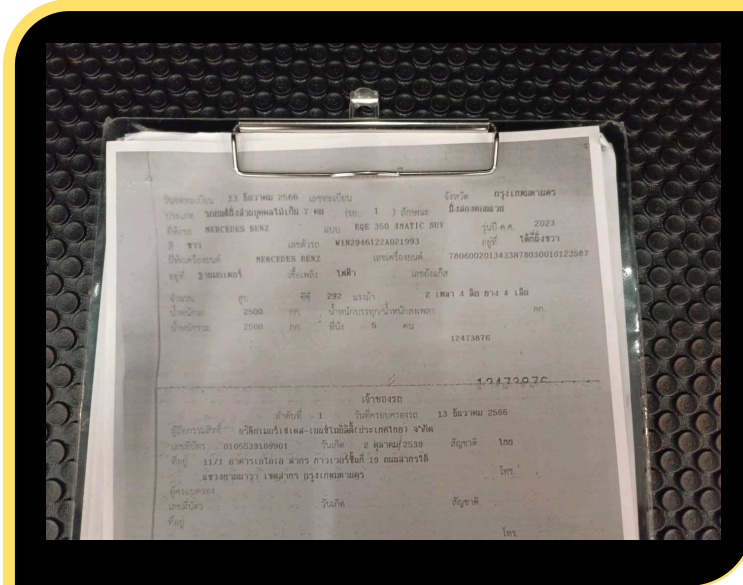 วันจดทะเบียน 13 ธันวาคม 2566 เลขทะเบียน จังหวัด กรุงเทพมหานคร
ประเภท รถยนต์นั่งส่วนบุคคลไม่เกิน 7 คน (รย. 1 ) ลักษณะ นั่งสองตอนแวน
ยี่ห้อรถ MERCEDES BENZ แบบ EQE 350 4MATIC SUV รุ่นปี ค.ศ. 2023
สี ขาว เลขตัวรถ W1N2946122A021993 อยู่ที่ ใต้ที่นั่งขวา
ยี่ห้อเครื่องยนต์ MERCEDES BENZ เลขเครื่องยนต์ 7806002013433878030010123567
อยู่ที่ เชื้อเพลิง ไฟฟ้า เลขถังแก๊ส
จำนวน สูบ ซีซี 292 แรงม้า 2 เพลา 4 ล้อ ยาง 4 เส้น
น้ำหนักรถ 2500 กก. น้ำหนักบรรทุก/น้ำหนักลงเพลา กก.
น้ำหนักรวม 2500 กก. ที่นั่ง 5 คน
12473876
12473876
เจ้าของรถ
ลำดับที่ 1 วันที่ครอบครองรถ 13 ธันวาคม 2566
ผู้ถือกรรมสิทธิ์ บริษัทเมอร์เซเดส-เบนซ์โมบิลิตี้(ประเทศไทย) จำกัด
เลขที่บัตร 0105539109901 วันเกิด 2 ตุลาคม 2539 สัญชาติ ไทย
ที่อยู่ 11/1 อาคารเอไอเอ สาทร ทาวเวอร์ชั้นที่ 19 ถนนสาทรใต้
แขวงยานนาวา เขตสาทร กรุงเทพมหานคร โทร.
ผู้ครอบครอง
เลขที่บัตร วันเกิด สัญชาติ
ที่อยู่
โทร.